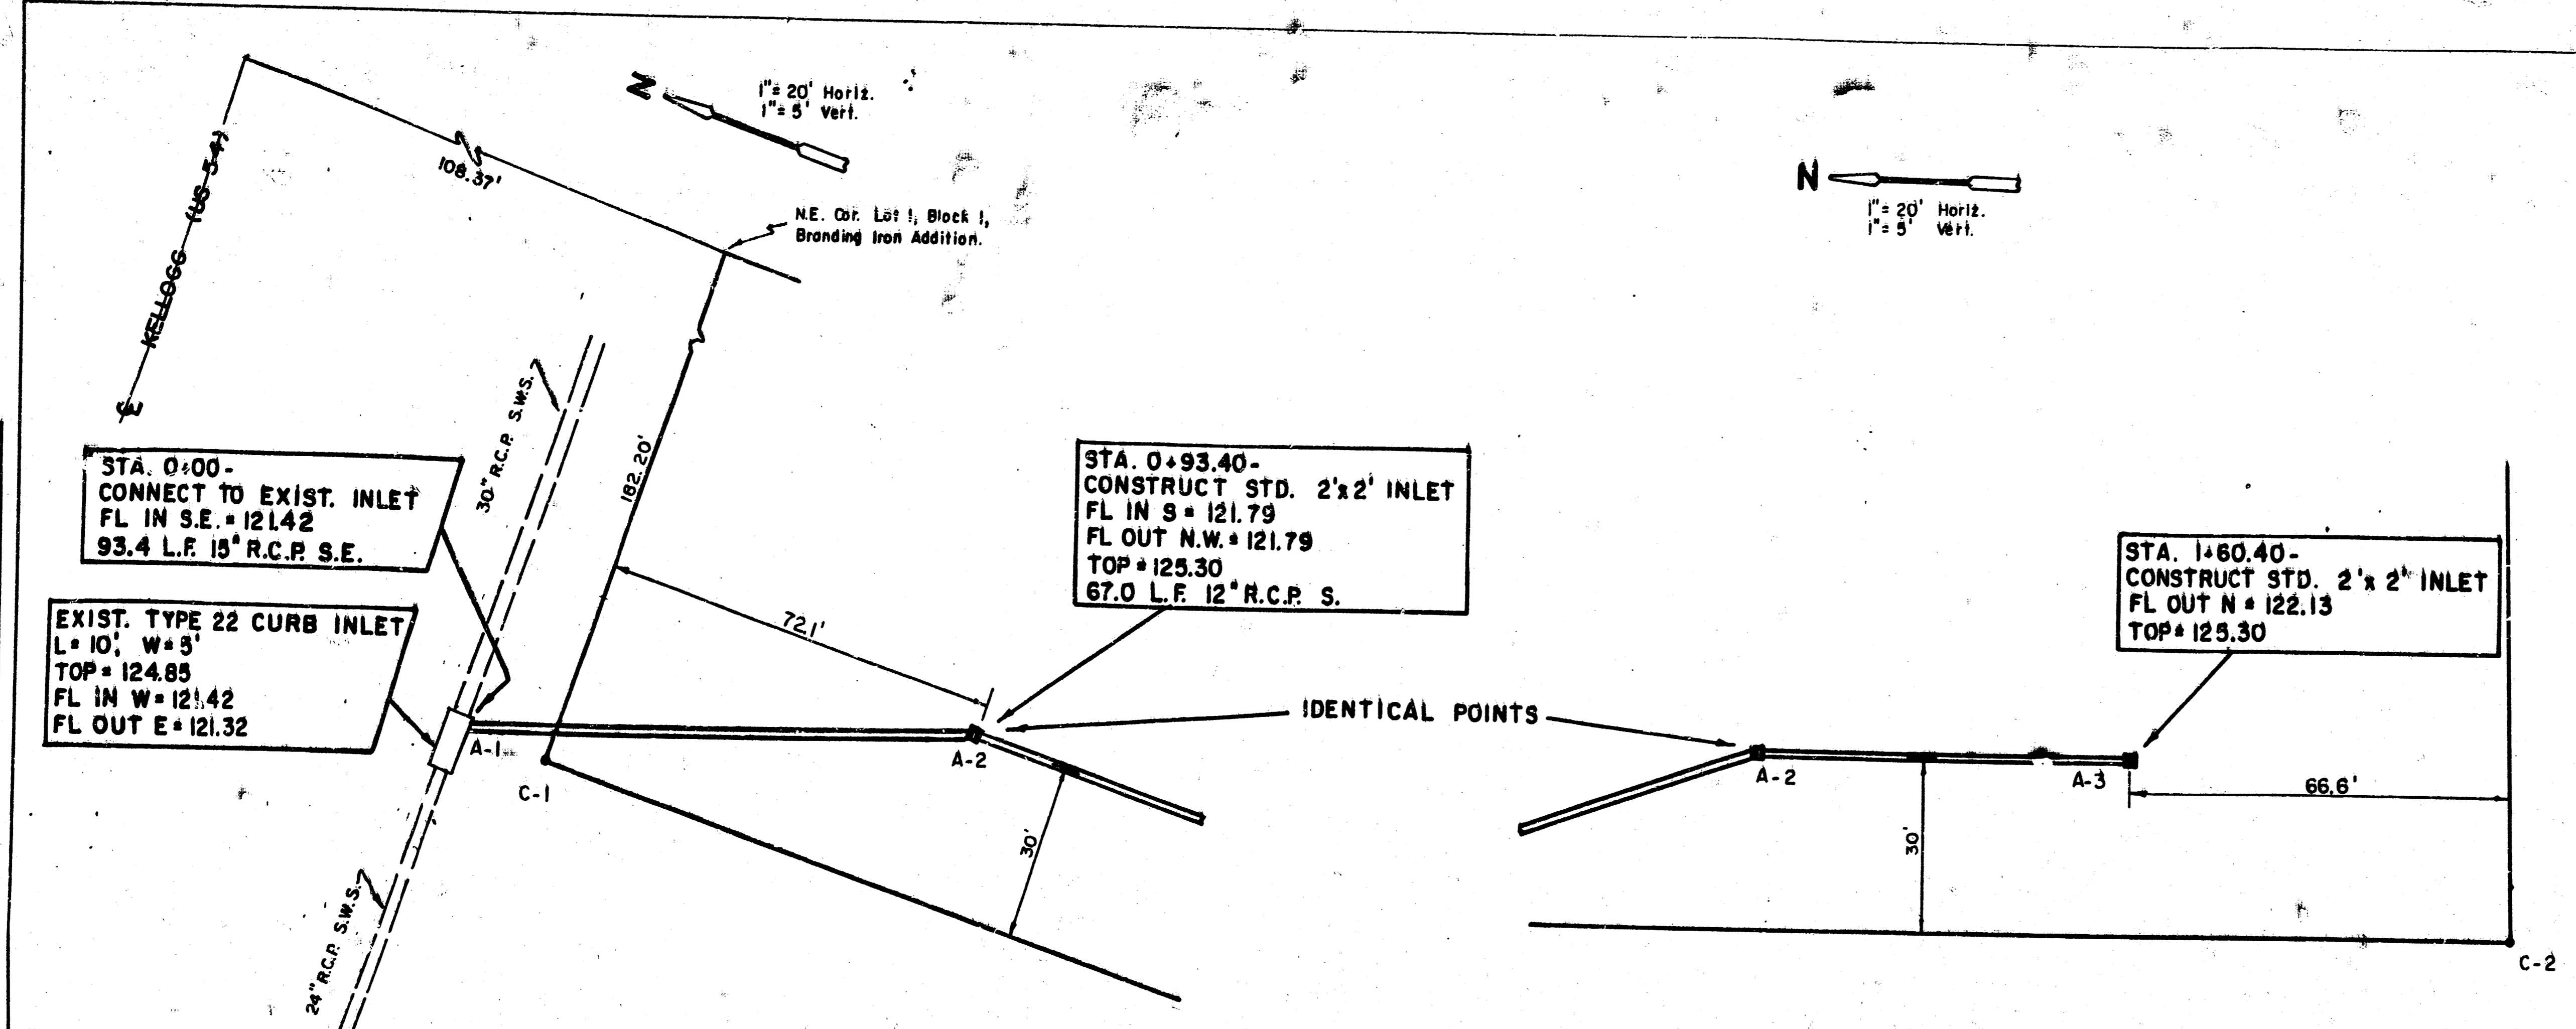 N
1"= 20' Horiz.
1"= 5' Vert.
N
1"= 20' Horiz.
1"= 5' Vert.
KELLOGG (US 54)
℄
108.37'
N.E. Cor. Lot 1, Block 1,
Branding Iron Addition.
30" R.C.P. S.W.S.
182.20'
STA. 0+00-
CONNECT TO EXIST. INLET
FL IN S.E. = 121.42
93.4 L.F. 15" R.C.P. S.E.
EXIST. TYPE 22 CURB INLET
L= 10', W= 5'
TOP = 124.85
FL IN W= 121.42
FL OUT E= 121.32
STA. 0+93.40-
CONSTRUCT STD. 2'x 2' INLET
FL IN S = 121.79
FL OUT N.W. = 121.79
TOP = 125.30
67.0 L.F. 12" R.C.P. S.
STA. 1+60.40-
CONSTRUCT STD. 2'x 2' INLET
FL OUT N = 122.13
TOP= 125.30
72.1'
IDENTICAL POINTS
A-1
A-2
C-1
30'
A-2
A-3
66.6'
30'
C-2
24" R.C.P. S.W.S.